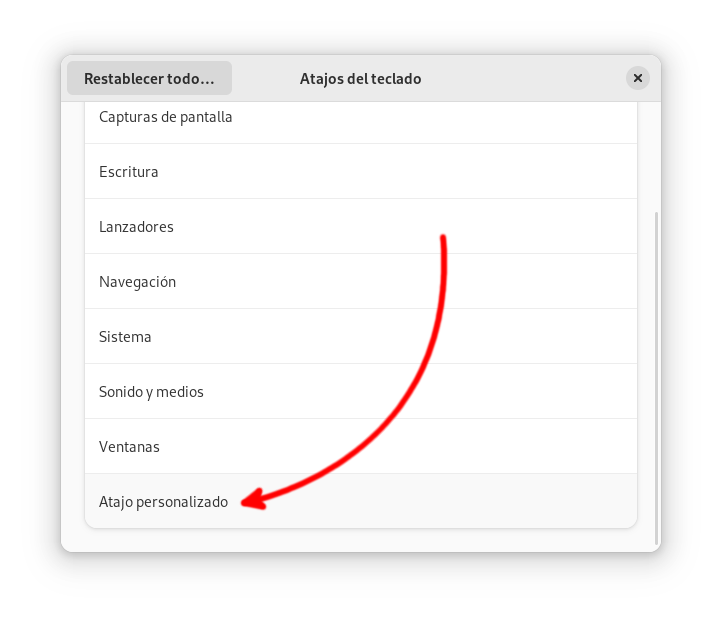 Restablecer todo...
Atajos del teclado
Capturas de pantalla
Escritura
Lanzadores
Navegación
Sistema
Sonido y medios
Ventanas
Atajo personalizado